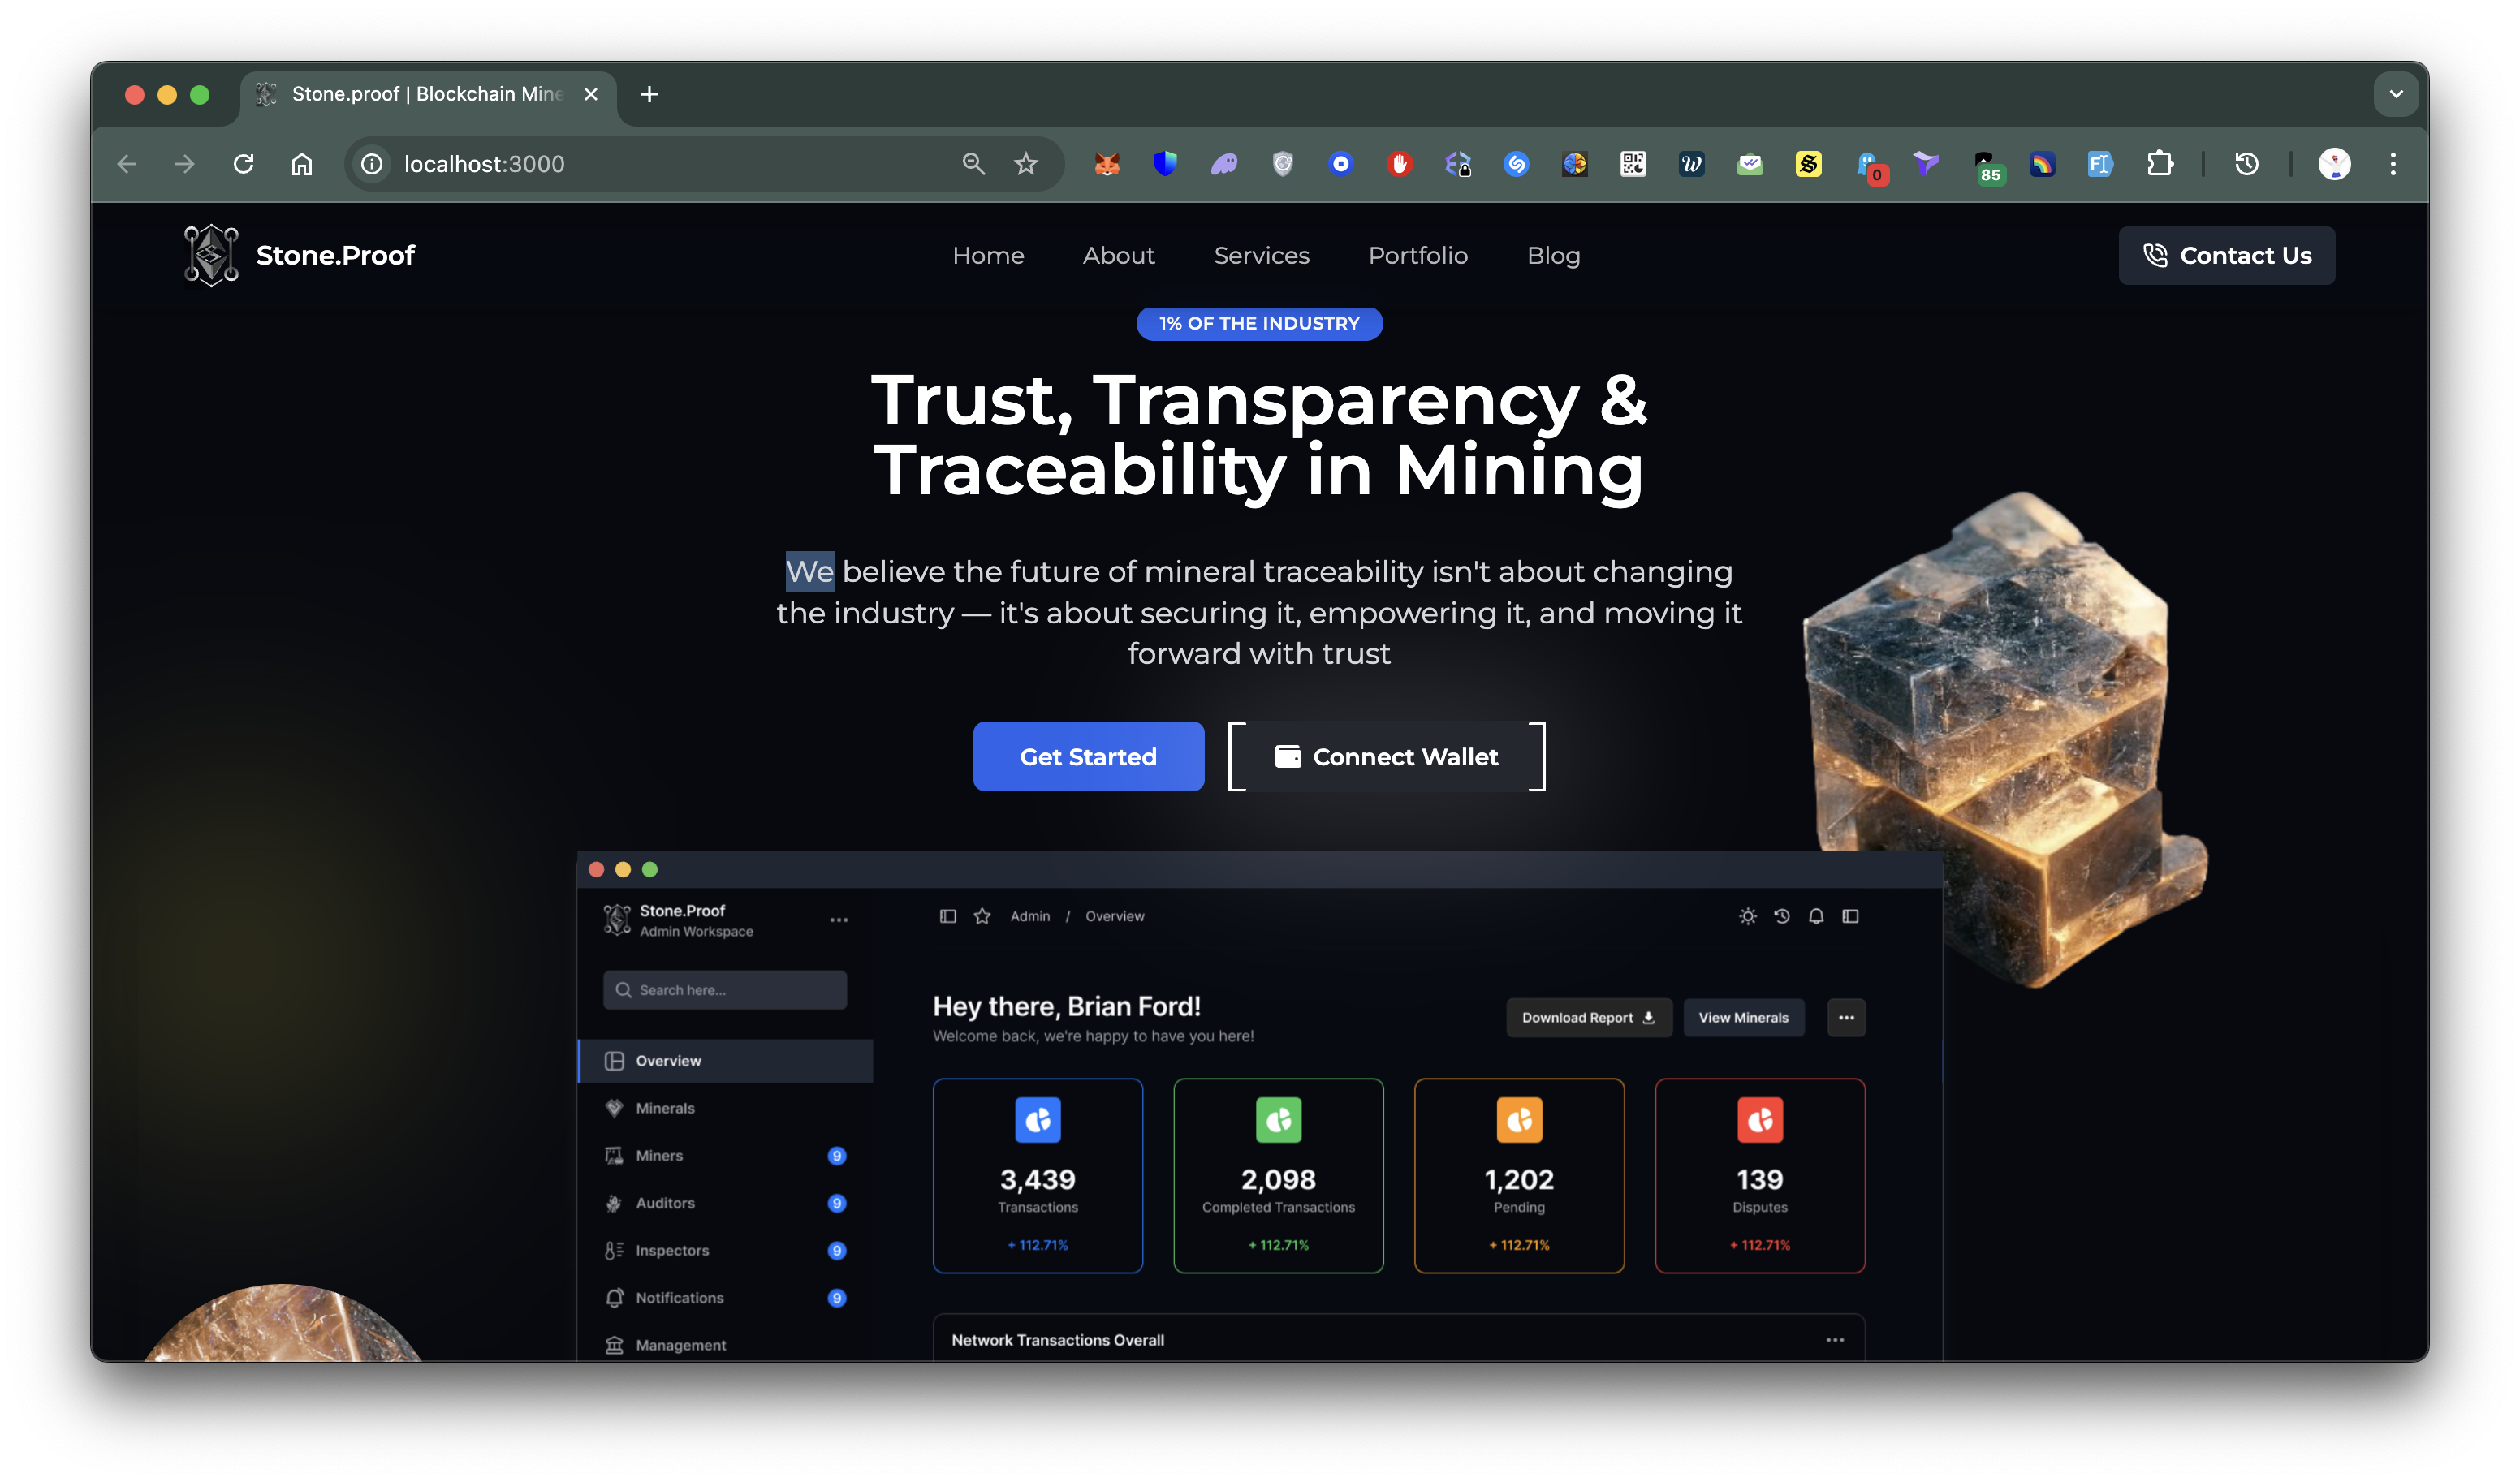 Stone.proof | Blockchain Mine
localhost:3000
0
85
Stone.Proof
Home
About
Services
Portfolio
Blog
Contact Us
1% OF THE INDUSTRY
Trust, Transparency &
Traceability in Mining
We believe the future of mineral traceability isn't about changing
the industry — it's about securing it, empowering it, and moving it
forward with trust
Get Started
Connect Wallet
Stone.Proof
Admin Workspace
Admin / Overview
Search here...
Hey there, Brian Ford!
Welcome back, we're happy to have you here!
Download Report
View Minerals
Overview
Minerals
Miners 9
Auditors 9
Inspectors 9
Notifications 9
Management
3,439
Transactions
+ 112.71%
2,098
Completed Transactions
+ 112.71%
1,202
Pending
+ 112.71%
139
Disputes
+ 112.71%
Network Transactions Overall